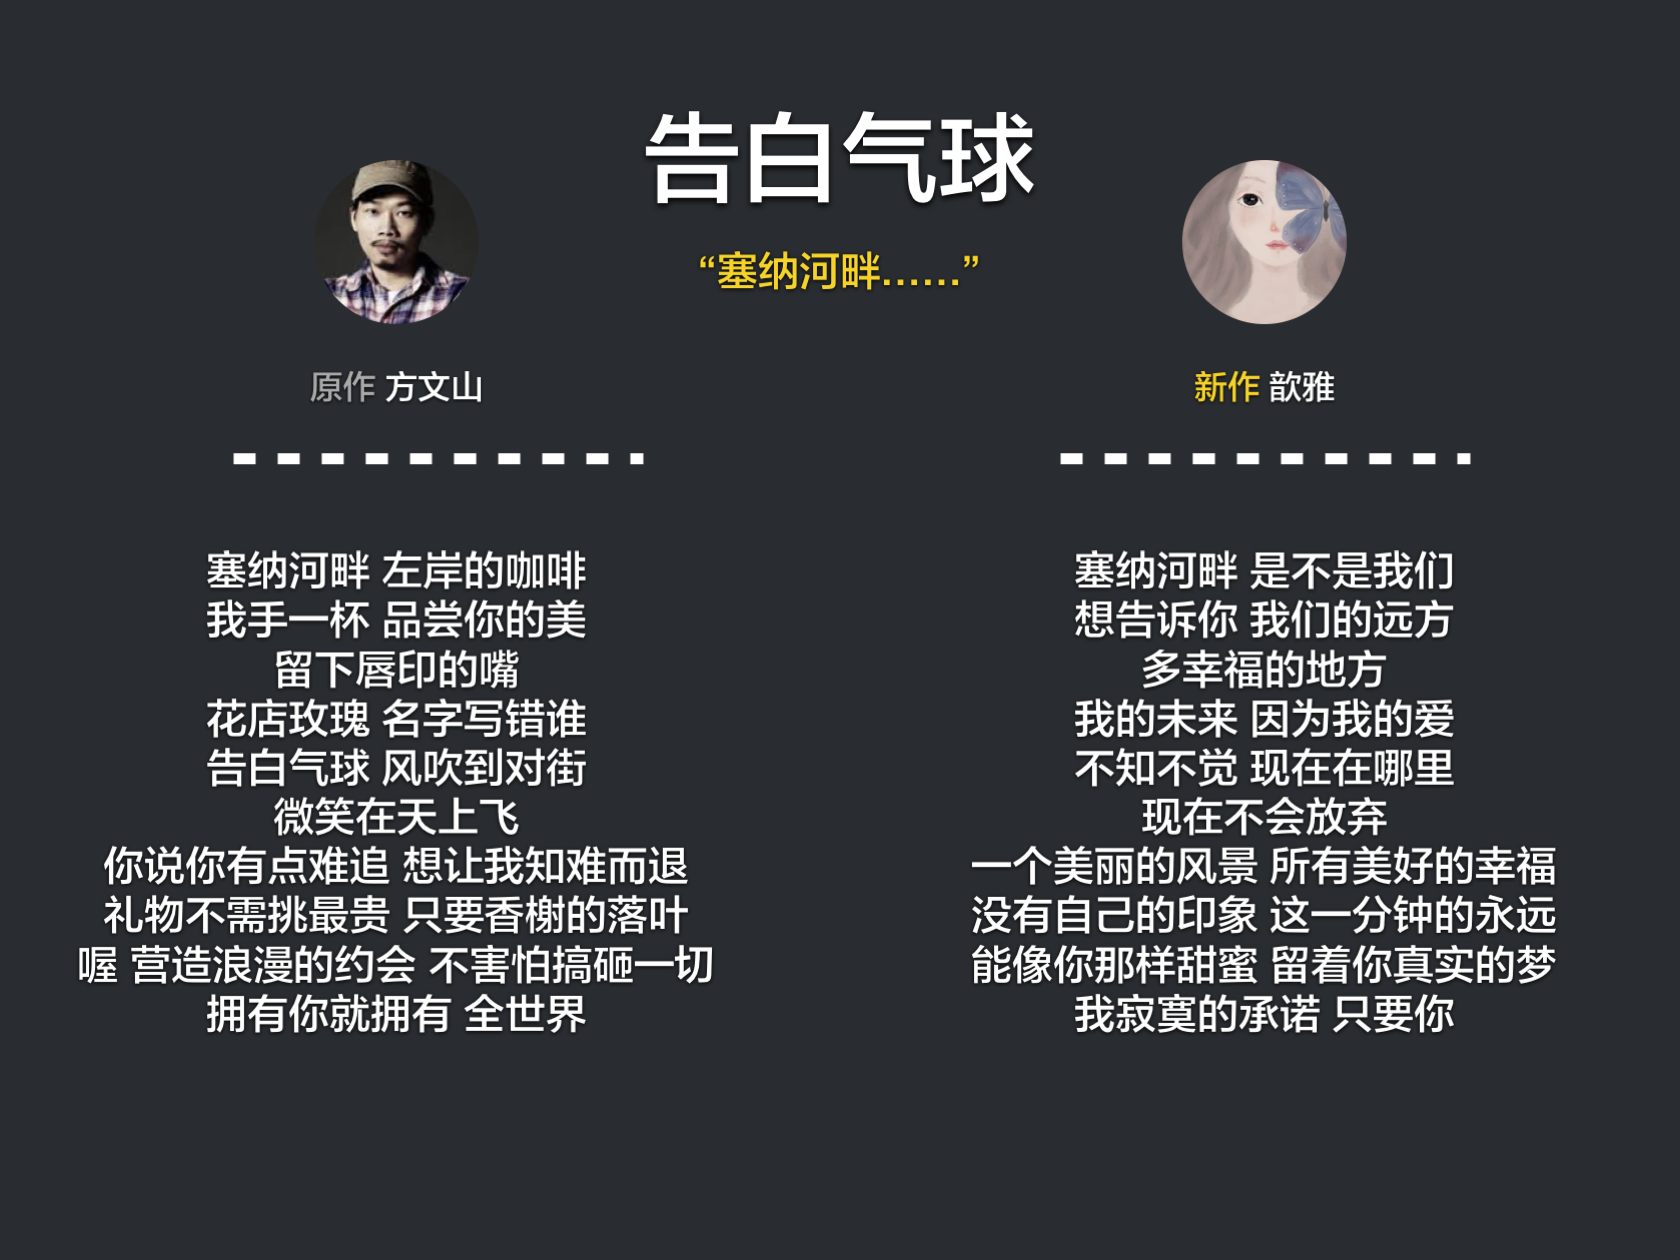 告白气球
“塞纳河畔……”
原作 方文山
塞纳河畔 左岸的咖啡
我手一杯 品尝你的美
留下唇印的嘴
花店玫瑰 名字写错谁
告白气球 风吹到对街
微笑在天上飞
你说你有点难追 想让我知难而退
礼物不需挑最贵 只要香榭的落叶
喔 营造浪漫的约会 不害怕搞砸一切
拥有你就拥有 全世界
新作 歆雅
塞纳河畔 是不是我们
想告诉你 我们的远方
多幸福的地方
我的未来 因为我的爱
不知不觉 现在在哪里
现在不会放弃
一个美丽的风景 所有美好的幸福
没有自己的印象 这一分钟的永远
能像你那样甜蜜 留着你真实的梦
我寂寞的承诺 只要你